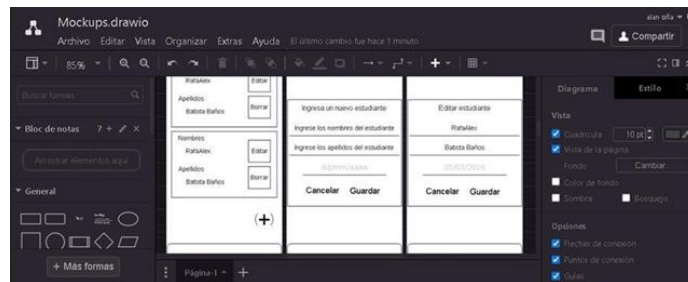 Mockups.drawio
Archivo Editar Vista Organizar Extras Ayuda El último cambio fue hace 1 minuto
alan oña
Compartir
85%
Buscar formas
Bloc de notas
Arrastrar elementos aquí
General
Más formas
RafaAlex
Editar
Apellidos
Batista Baños
Borrar
Nombres
RafaAlex
Editar
Apellidos
Batista Baños
Borrar
(+)
Ingresa un nuevo estudiante
Ingrese los nombres del estudiante
Ingrese los apellidos del estudiante
dd/mm/aaaa
Cancelar Guardar
Editar estudiante
RafaAlex
Batista Baños
05/03/2016
Cancelar Guardar
Página-1
Diagrama Estilo
Vista
Cuadrícula 10 pt
Vista de la página
Fondo Cambiar...
Color de fondo
Sombra Bosquejo
Opciones
Flechas de conexión
Puntos de conexión
Guías